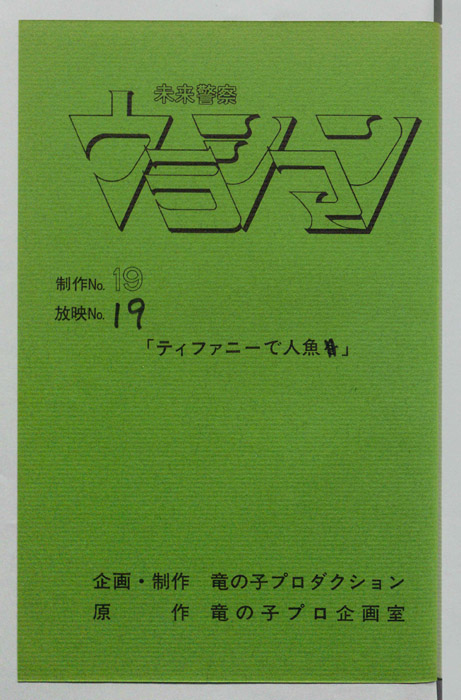 未来警察
ウラシマン
制作No. 19
放映No. 19
「ティファニーで人魚」
企画・制作 竜の子プロダクション
原 作 竜の子プロ企画室